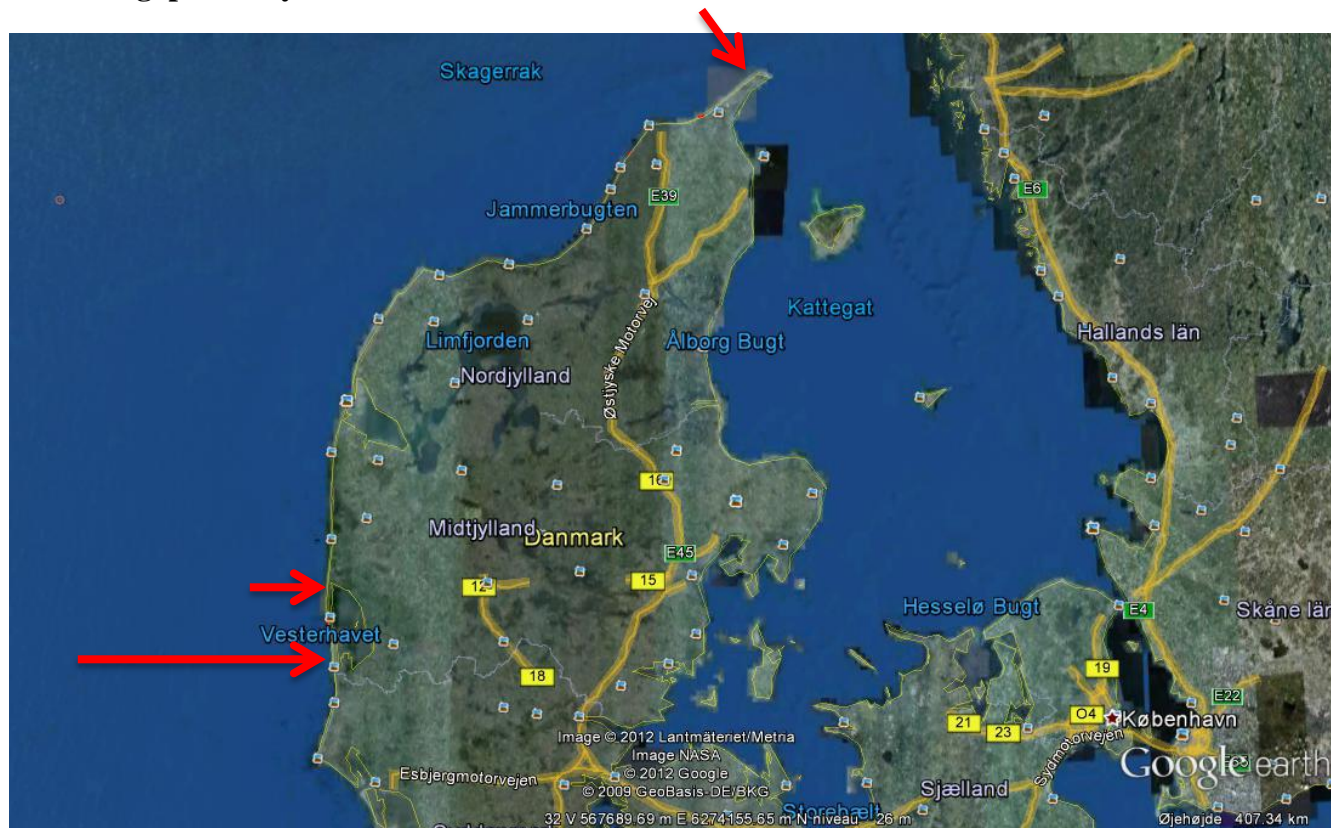 Skagerrak
E39
E6
Jammerbugten
Kattegat
Hallands län
Limfjorden
Ålborg Bugt
Nordjylland
Østjyske Motorvej
16
Midtjylland
Danmark
E45
12
15
Hesselø Bugt
E4
Skåne län
Vesterhavet
18
19
E22
21
23
O4
København
Sydmotorvejen
Image © 2012 Lantmäteriet/Metria
Image NASA
© 2012 Google
© 2009 GeoBasis-DE/BKG
Esbjergmotorvejen
Google earth
Sjælland
Storebælt
32 V 567689.69 m E 6274155.65 m N niveau 26 m
Øjehøjde 407.34 km